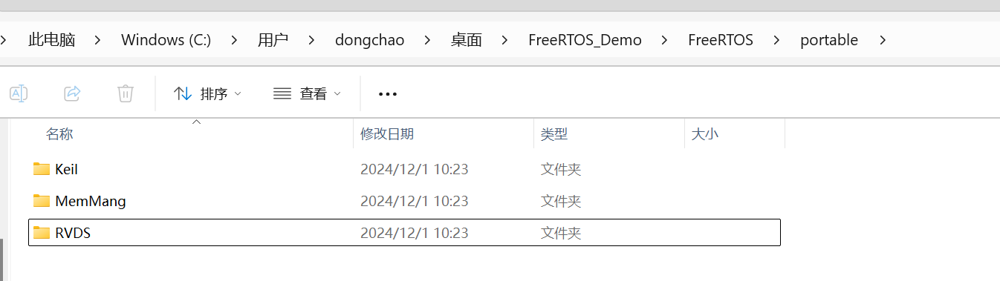 此电脑 Windows (C:) 用户 dongchao 桌面 FreeRTOS_Demo FreeRTOS portable
A 排序 查看
名称 修改日期 类型 大小
Keil 2024/12/1 10:23 文件夹
MemMang 2024/12/1 10:23 文件夹
RVDS 2024/12/1 10:23 文件夹